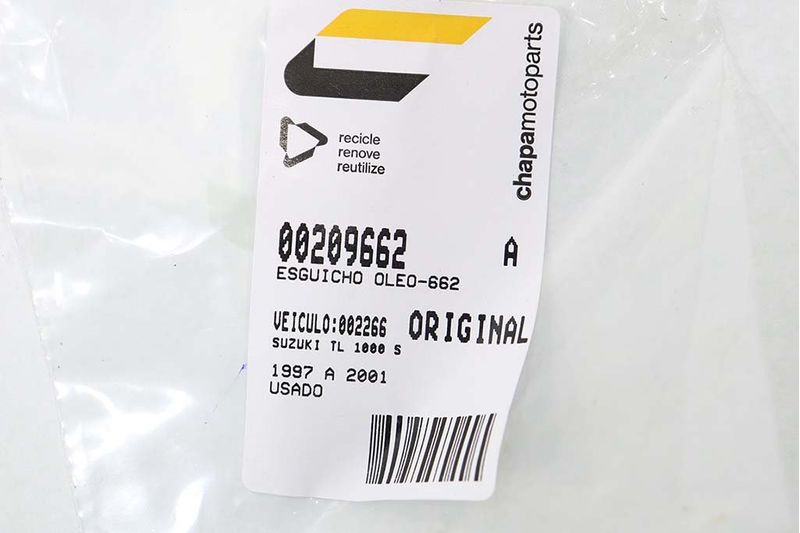 chapamotoparts
recicle
renove
reutilize
00209662 A
ESGUICHO OLEO-662
VEICULO:002266 ORIGINAL
SUZUKI TL 1000 S
1997 A 2001
USADO